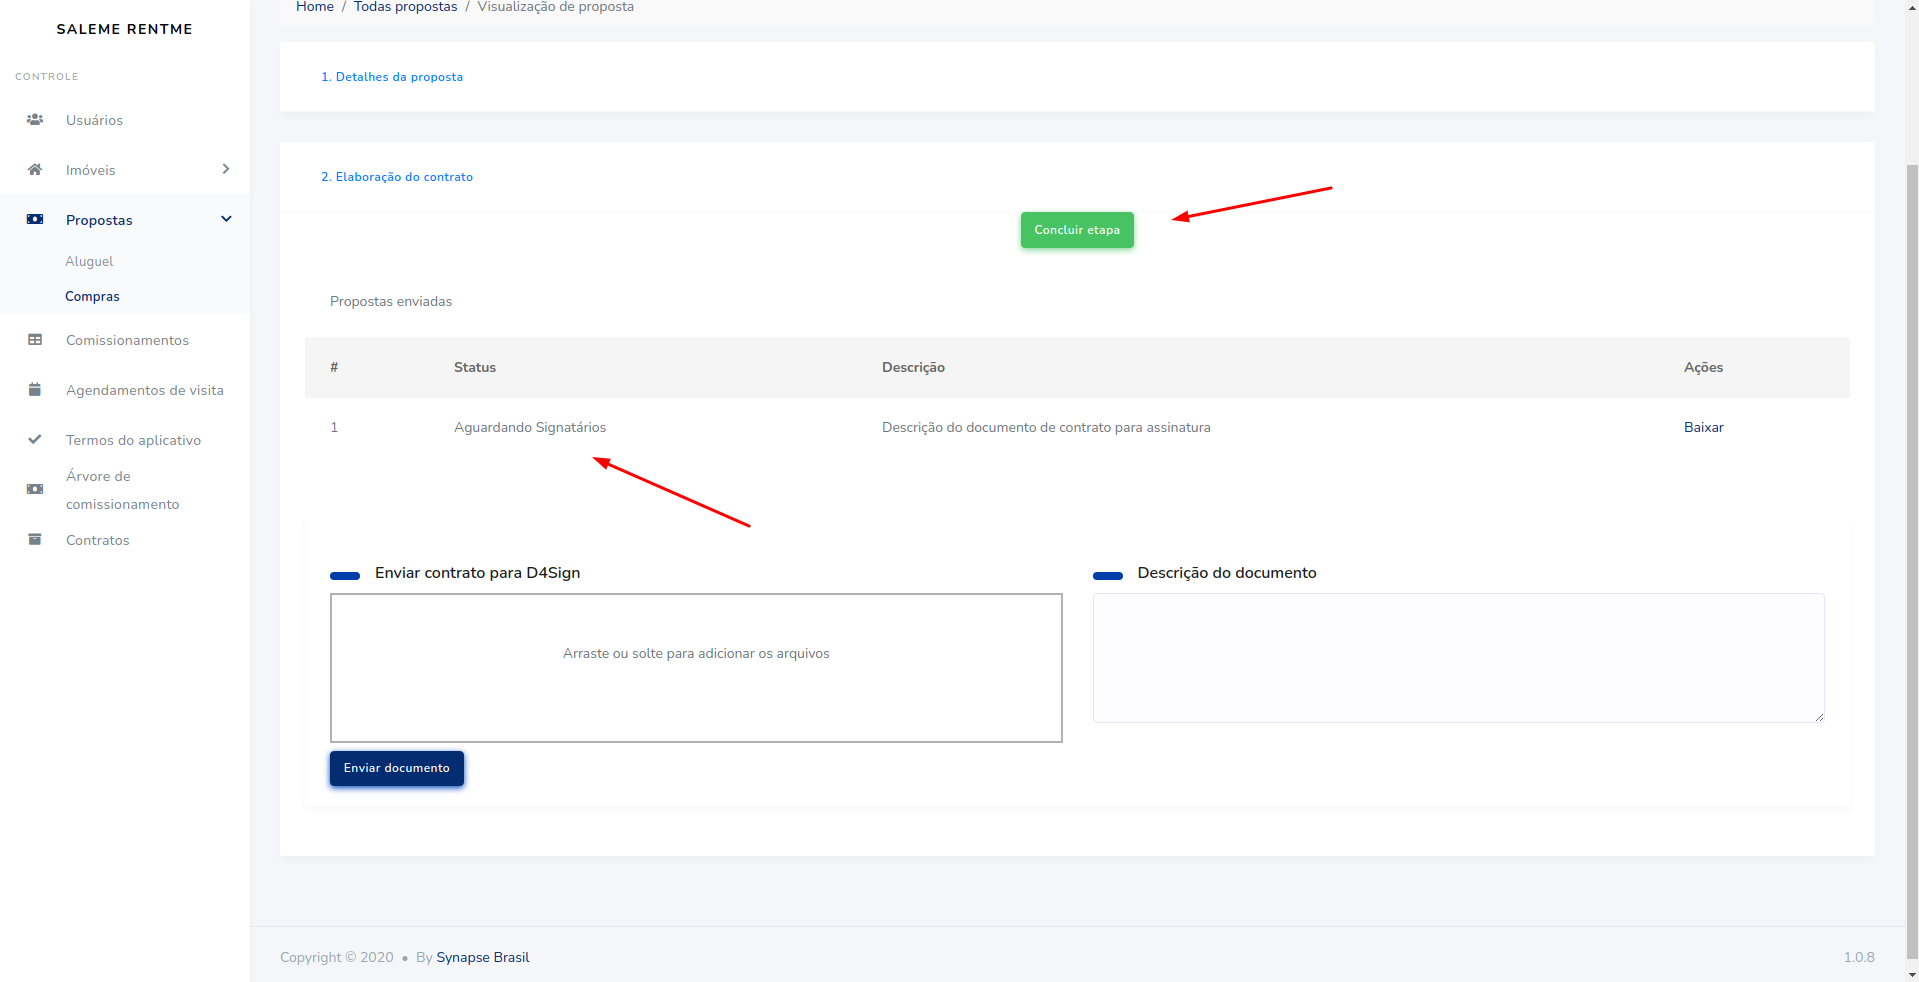 SALEME RENTME
CONTROLE
Usuários
Imóveis
Propostas
Aluguel
Compras
Comissionamentos
Agendamentos de visita
Termos do aplicativo
Árvore de
comissionamento
Contratos
Home / Todas propostas / Visualização de proposta
1. Detalhes da proposta
2. Elaboração do contrato
Concluir etapa
Propostas enviadas
# Status Descrição Ações
1 Aguardando Signatários Descrição do documento de contrato para assinatura Baixar
Enviar contrato para D4Sign
Arraste ou solte para adicionar os arquivos
Enviar documento
Descrição do documento
Copyright © 2020 • By Synapse Brasil
1.0.8